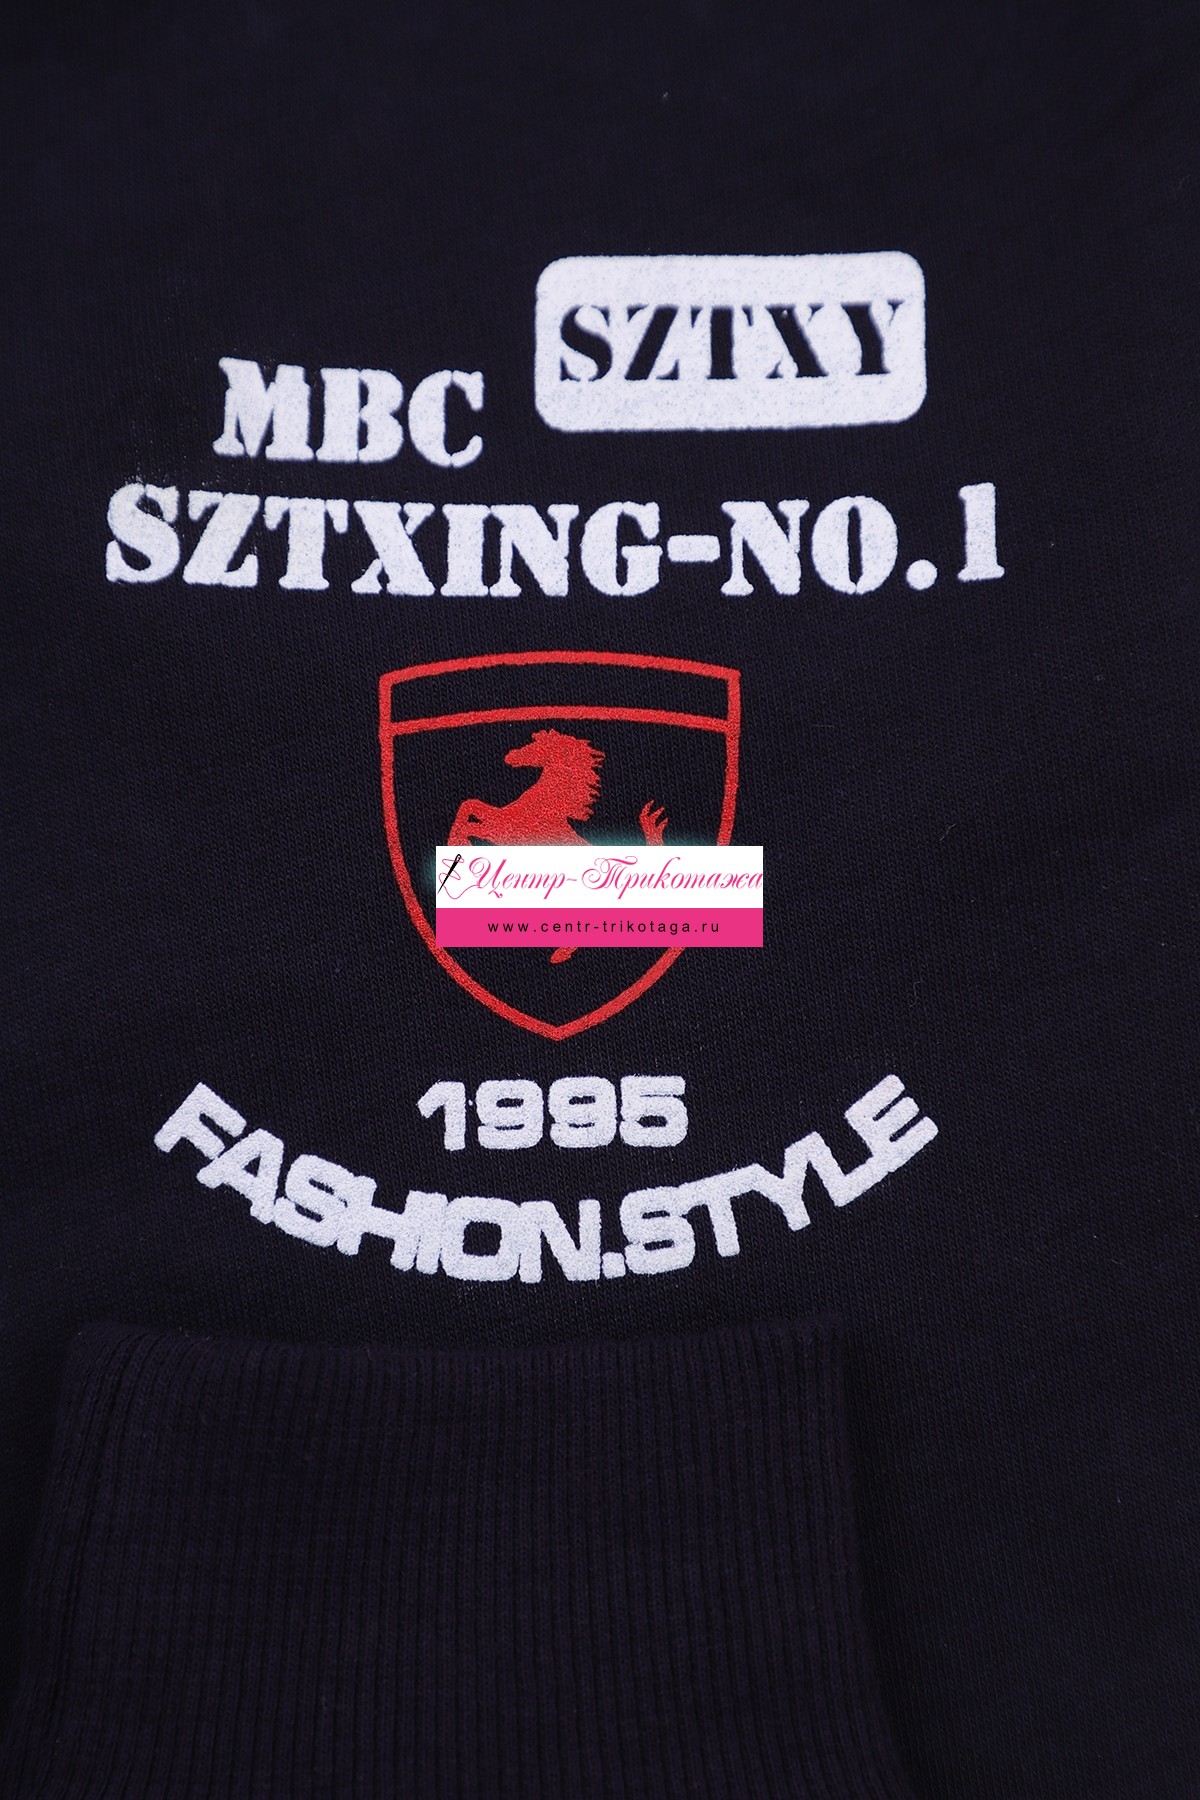 SZTXY
MBC
SZTXING-NO.1
Центр-Трикотажа
www.centr-trikotaga.ru
1995
FASHION.STYLE